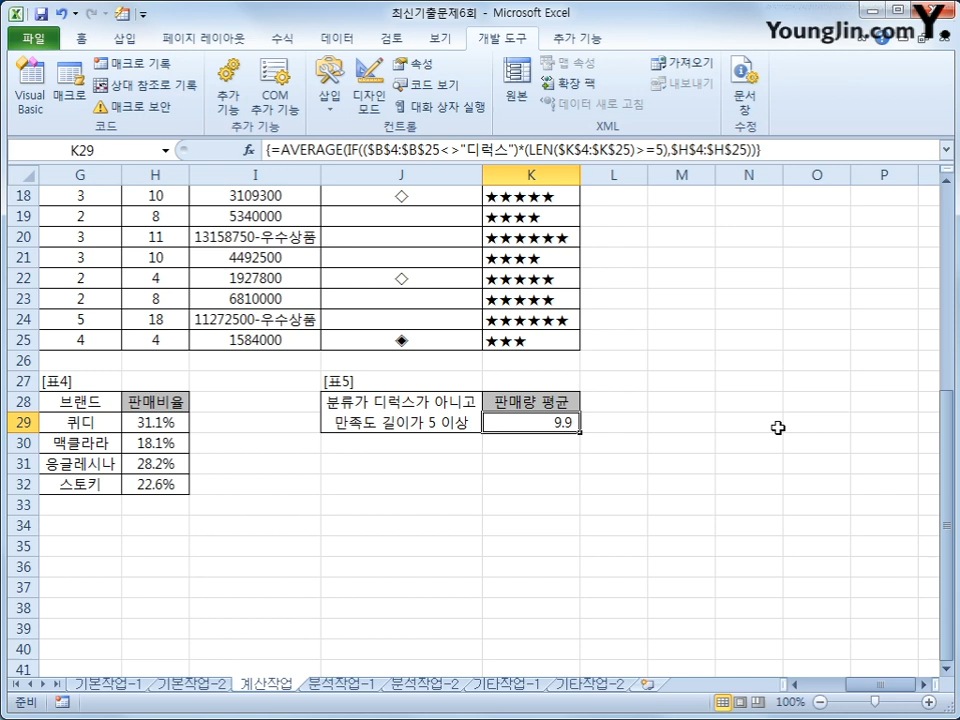 최신기출문제6회 - Microsoft Excel
Younglin.com Y.
파일 홈 삽입 페이지 레이아웃 수식 데이터 검토 보기 개발 도구 추가 기능
Visual Basic
매크로
매크로 기록
상대 참조로 기록
매크로 보안
코드
추가 기능
COM 추가 기능
추가 기능
삽입
디자인 모드
속성
코드 보기
대화 상자 실행
컨트롤
원본
맵 속성
확장 팩
데이터 새로 고침
가져오기
내보내기
XML
문서 창
수정
K29 fx {=AVERAGE(IF(($B$4:$B$25<>"디럭스")*(LEN($K$4:$K$25)>=5),$H$4:$H$25))}
G H I J K L M N O P
18 3 10 3109300 ◇ ★★★★★
19 2 8 5340000 ★★★★
20 3 11 13158750-우수상품 ★★★★★★
21 3 10 4492500 ★★★★
22 2 4 1927800 ◇ ★★★★★
23 2 8 6810000 ★★★★★
24 5 18 11272500-우수상품 ★★★★★★
25 4 4 1584000 ◈ ★★★
26
27 [표4] [표5]
28 브랜드 판매비율 분류가 디럭스가 아니고 판매량 평균
29 퀴디 31.1% 만족도 길이가 5 이상 9.9
30 맥클라라 18.1%
31 응글레시나 28.2%
32 스토키 22.6%
33
34
35
36
37
38
39
40
41
기본작업-1 기본작업-2 계산작업 분석작업-1 분석작업-2 기타작업-1 기타작업-2
준비 100%